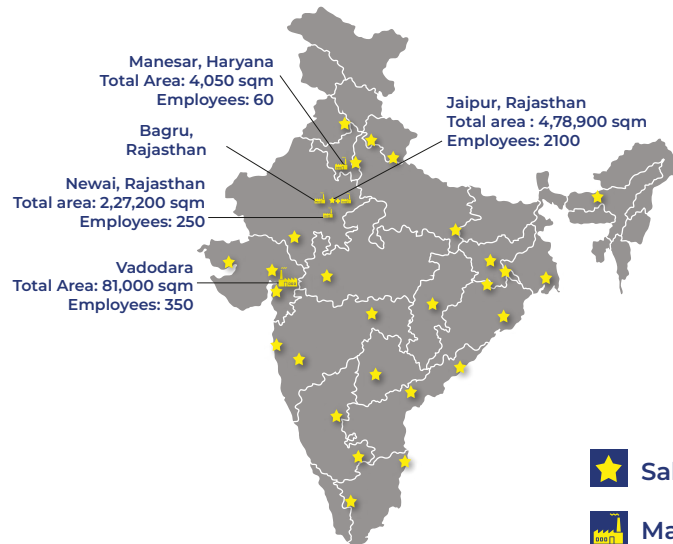 Manesar, Haryana
Total Area: 4,050 sqm
Employees: 60
Jaipur, Rajasthan
Total area : 4,78,900 sqm
Employees: 2100
Bagru,
Rajasthan
Newai, Rajasthan
Total area: 2,27,200 sqm
Employees: 250
Vadodara
Total Area: 81,000 sqm
Employees: 350